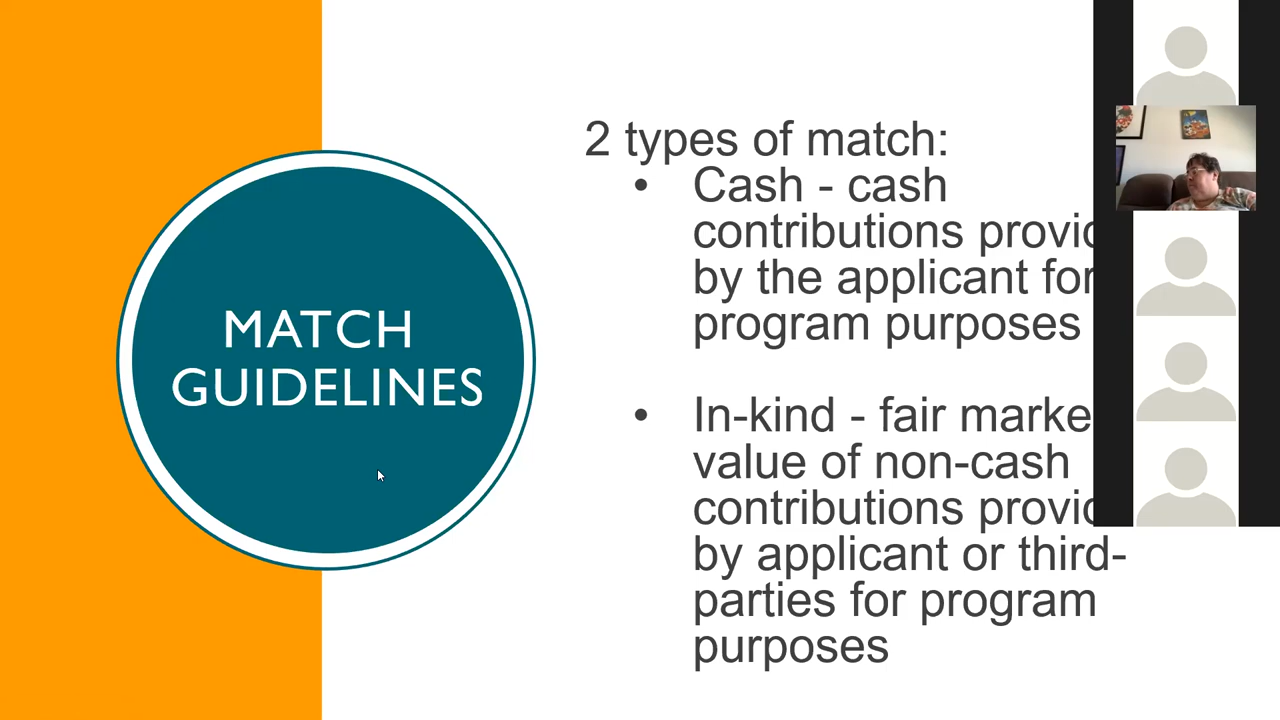 MATCH
GUIDELINES
2 types of match:
• Cash - cash
contributions
by the applicant for
program purposes
• In-kind - fair
value of non-cash
contributions
by applicant or third-
parties for program
purposes